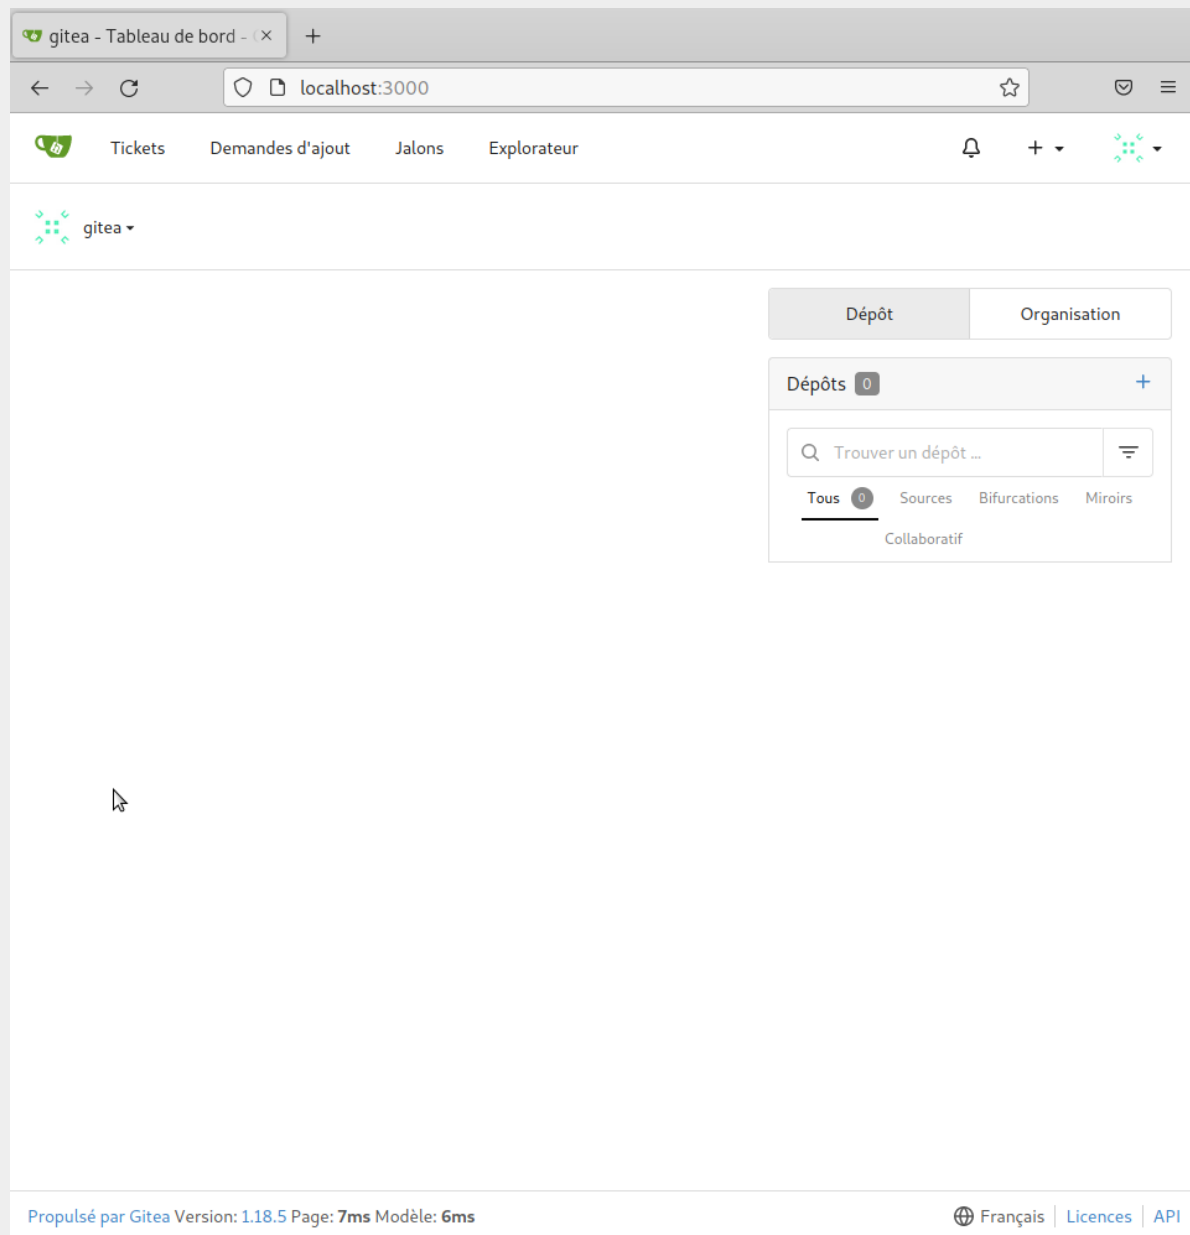 gitea - Tableau de bord -
localhost:3000
Tickets Demandes d'ajout Jalons Explorateur
gitea
Dépôt Organisation
Dépôts 0
Trouver un dépôt ...
Tous 0 Sources Bifurcations Miroirs
Collaboratif
Propulsé par Gitea Version: 1.18.5 Page: 7ms Modèle: 6ms Français Licences API